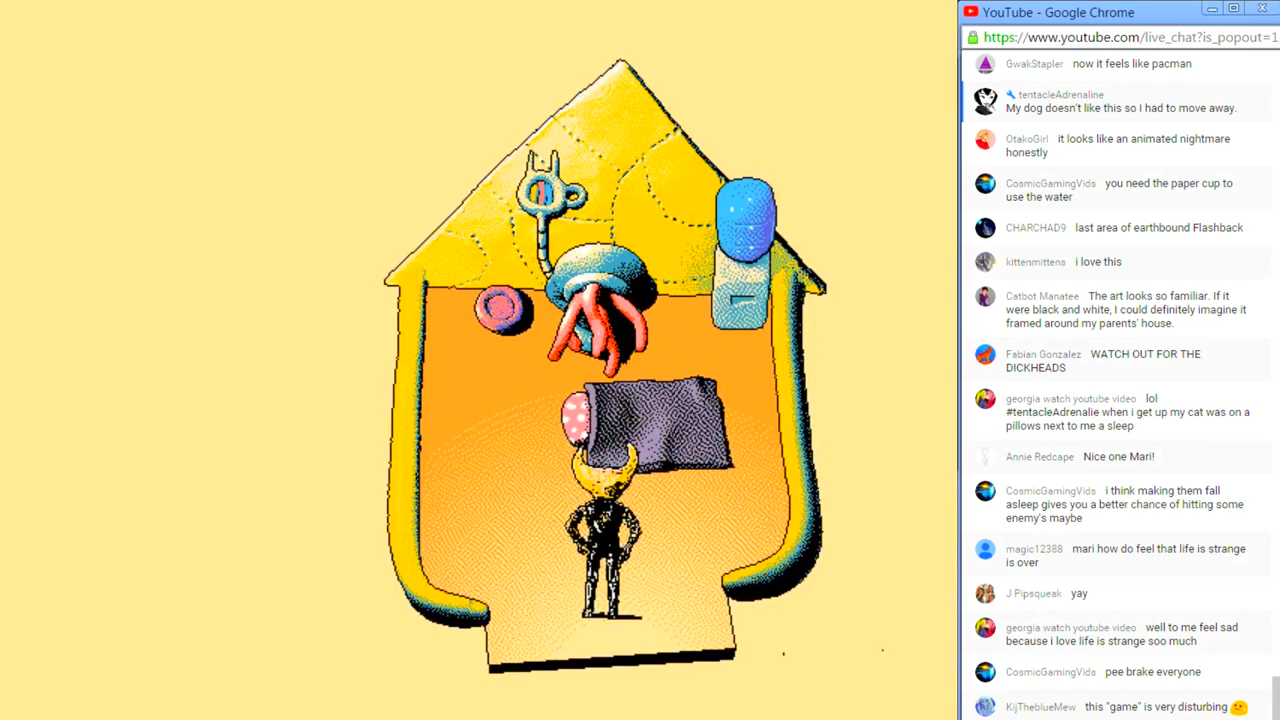 YouTube - Google Chrome
https://www.youtube.com/live_chat?is_popout=1
GwakStapler now it feels like pacman
tentacleAdrenaline
My dog doesn't like this so I had to move away.
OtakoGirl it looks like an animated nightmare
honestly
CosmicGamingVids you need the paper cup to
use the water
CHARCHAD9 last area of earthbound Flashback
kittenmittens i love this
Catbot Manatee The art looks so familiar. If it
were black and white, I could definitely imagine it
framed around my parents' house.
Fabian Gonzalez WATCH OUT FOR THE
DICKHEADS
georgia watch youtube video lol
#tentacleAdrenalie when i get up my cat was on a
pillows next to me a sleep
Annie Redcape Nice one Mari!
CosmicGamingVids i think making them fall
asleep gives you a better chance of hitting some
enemy's maybe
magic12388 mari how do feel that life is strange
is over
J Pipsqueak yay
georgia watch youtube video well to me feel sad
because i love life is strange soo much
CosmicGamingVids pee brake everyone
KijTheblueMew this "game" is very disturbing